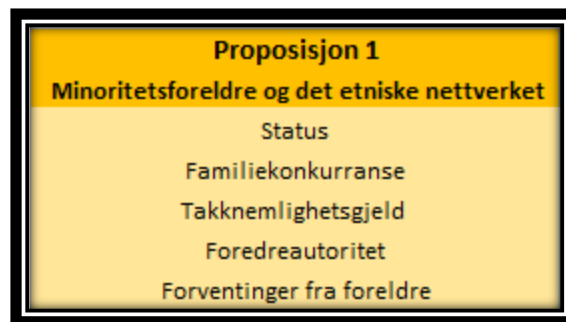 Proposisjon 1
Minoritetsforeldre og det etniske nettverket
Status
Familiekonkurranse
Takknemlighetsgjeld
Foredreautoritet
Forventinger fra foreldre